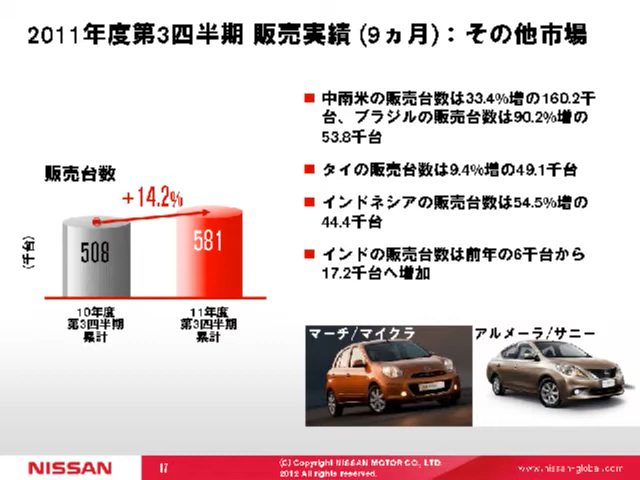 2011年度第3四半期 販売実績 (9ヵ月)：その他市場
■ 中南米の販売台数は33.4%増の160.2千
台、ブラジルの販売台数は90.2%増の
53.8千台
■ タイの販売台数は9.4%増の49.1千台
■ インドネシアの販売台数は54.5%増の
44.4千台
■ インドの販売台数は前年の6千台から
17.2千台へ増加
販売台数
+14.2%
(千台)
508
581
10年度
第3四半期
累計
11年度
第3四半期
累計
マーチ/マイクラ
アルメーラ/サニー
NISSAN
17
(C) Copyright NISSAN MOTOR CO., LTD.
2012 All rights reserved.
www.nissan-global.com